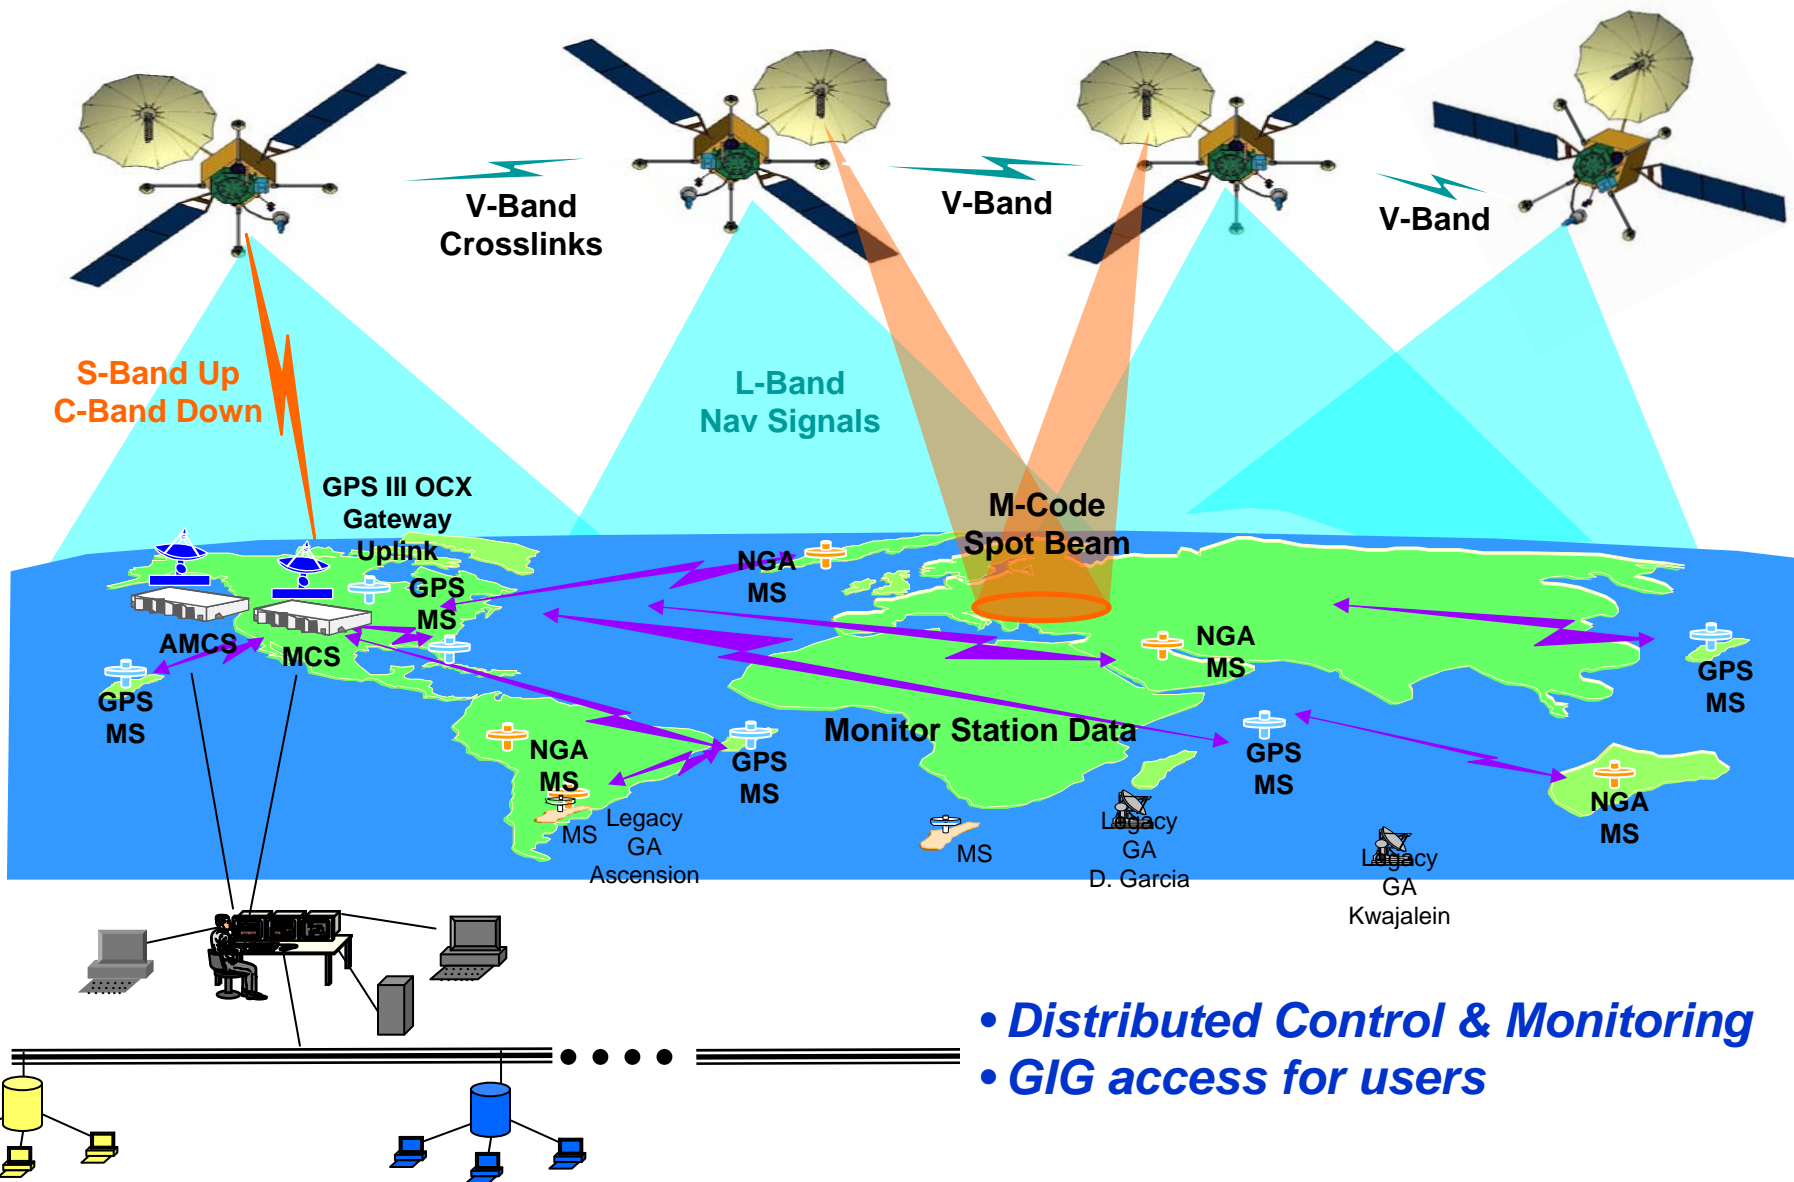 V-Band
Crosslinks
V-Band
V-Band
S-Band Up
C-Band Down
L-Band
Nav Signals
GPS III OCX
Gateway
Uplink
M-Code
Spot Beam
NGA
MS
GPS
MS
AMCS
MCS
NGA
MS
GPS
MS
GPS
MS
Monitor Station Data
NGA
MS
GPS
MS
GPS
MS
NGA
MS
MS
Legacy
GA
Ascension
MS
Legacy
GA
D. Garcia
Legacy
GA
Kwajalein
• Distributed Control & Monitoring
• GIG access for users